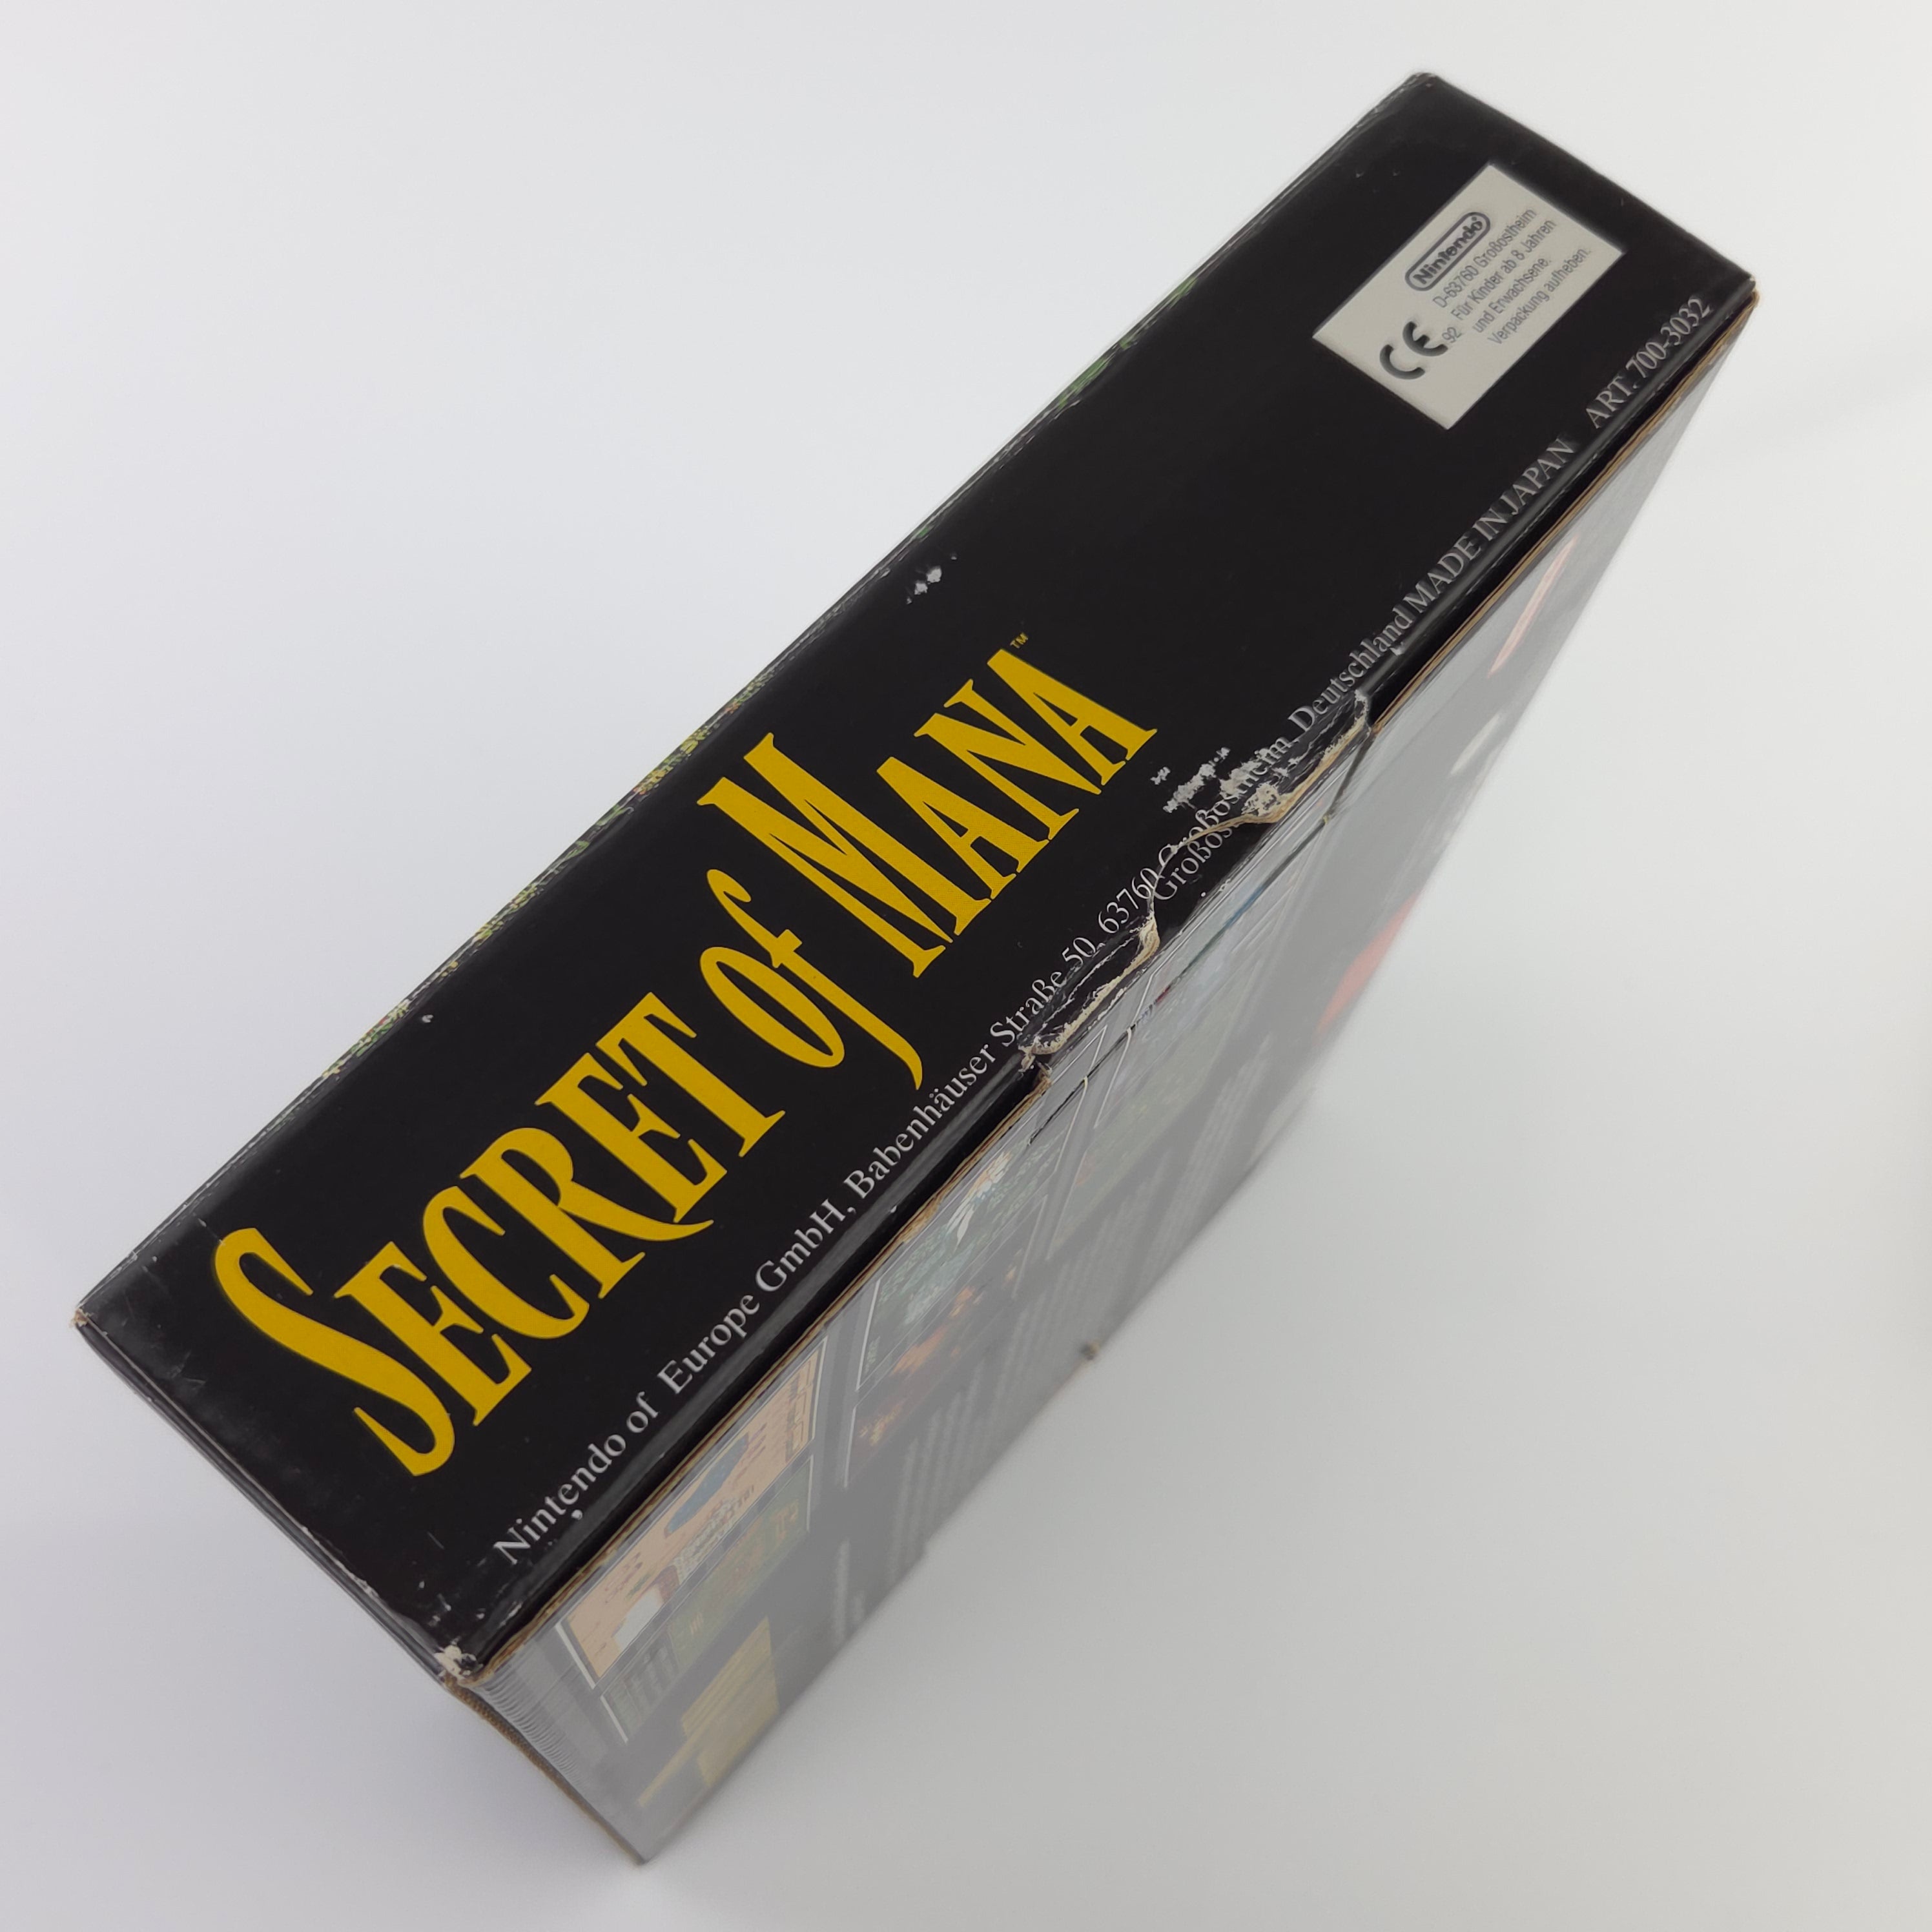 SECRET of MANA™
Nintendo of Europe GmbH, Babenhäuser Straße 50, 63760 Großostheim, Deutschland MADE IN JAPAN ART. 700-3032
Nintendo®
D-63760 Großostheim
Für Kinder ab 8 Jahren
und Erwachsene.
Verpackung aufheben.
CE 92